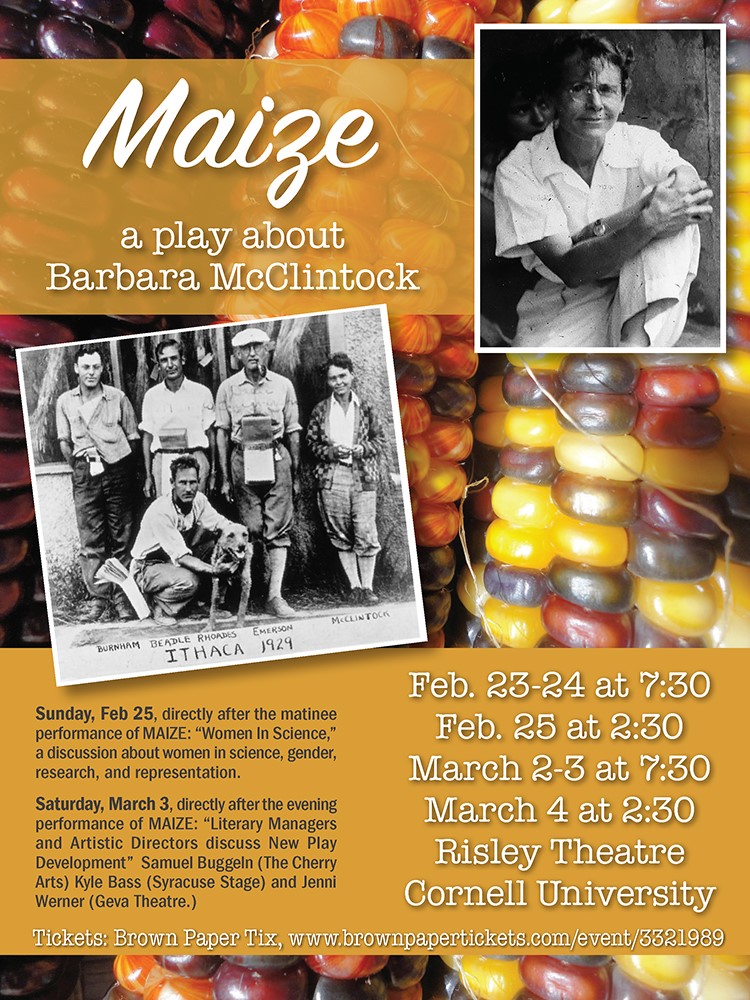 Maize
a play about
Barbara McClintock
BURNHAM BEADLE RHOADES EMERSON McCLINTOCK
ITHACA 1929
Sunday, Feb 25, directly after the matinee
performance of MAIZE: “Women In Science,”
a discussion about women in science, gender,
research, and representation.
Saturday, March 3, directly after the evening
performance of MAIZE: “Literary Managers
and Artistic Directors discuss New Play
Development” Samuel Buggeln (The Cherry
Arts) Kyle Bass (Syracuse Stage) and Jenni
Werner (Geva Theatre.)
Feb. 23-24 at 7:30
Feb. 25 at 2:30
March 2-3 at 7:30
March 4 at 2:30
Risley Theatre
Cornell University
Tickets: Brown Paper Tix, www.brownpapertickets.com/event/3321989